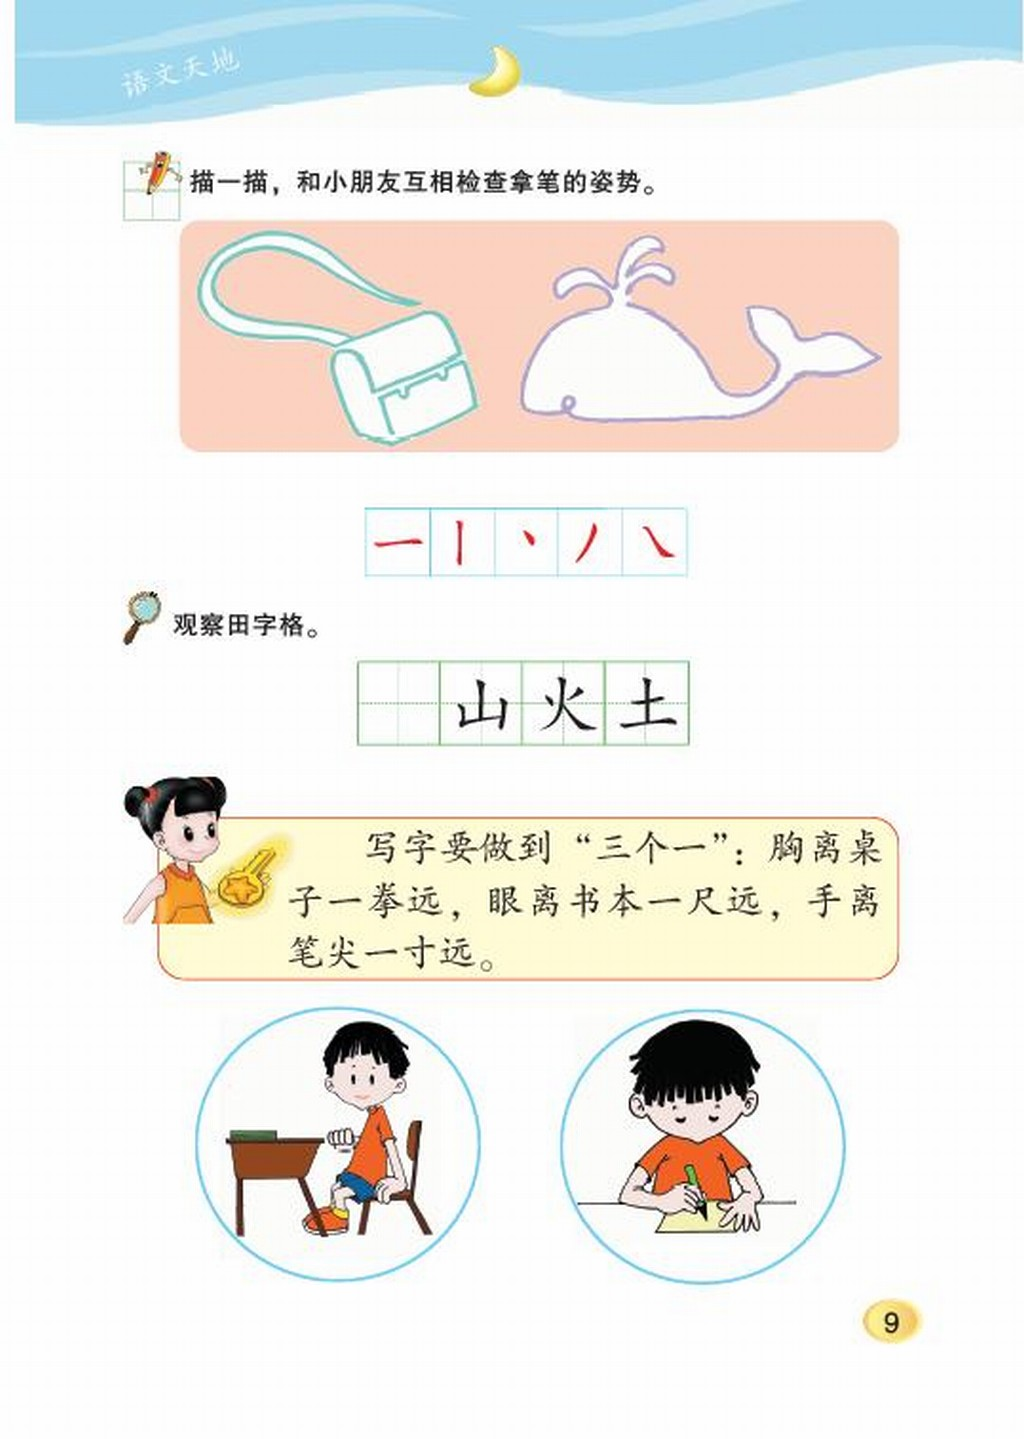 语文天地
描一描，和小朋友互相检查拿笔的姿势。
一 丨 丶 丿 ㇏
观察田字格。
山 火 土
写字要做到“三个一”：胸离桌
子一拳远，眼离书本一尺远，手离
笔尖一寸远。
9